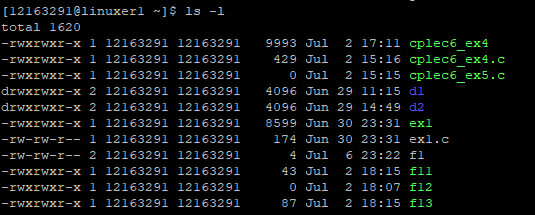 [12163291@linuxer1 ~]$ ls -l
total 1620
-rwxrwxr-x 1 12163291 12163291 9993 Jul 2 17:11 cplec6_ex4
-rwxrwxr-x 1 12163291 12163291 429 Jul 2 15:16 cplec6_ex4.c
-rwxrwxr-x 1 12163291 12163291 0 Jul 2 15:15 cplec6_ex5.c
drwxrwxr-x 2 12163291 12163291 4096 Jun 29 11:15 d1
drwxrwxr-x 2 12163291 12163291 4096 Jun 29 14:49 d2
-rwxrwxr-x 1 12163291 12163291 8599 Jun 30 23:31 ex1
-rw-rw-r-- 1 12163291 12163291 174 Jun 30 23:31 ex1.c
-rw-rw-r-- 2 12163291 12163291 4 Jul 6 23:22 f1
-rwxrwxr-x 1 12163291 12163291 43 Jul 2 18:15 f11
-rwxrwxr-x 1 12163291 12163291 0 Jul 2 18:07 f12
-rwxrwxr-x 1 12163291 12163291 87 Jul 2 18:15 f13